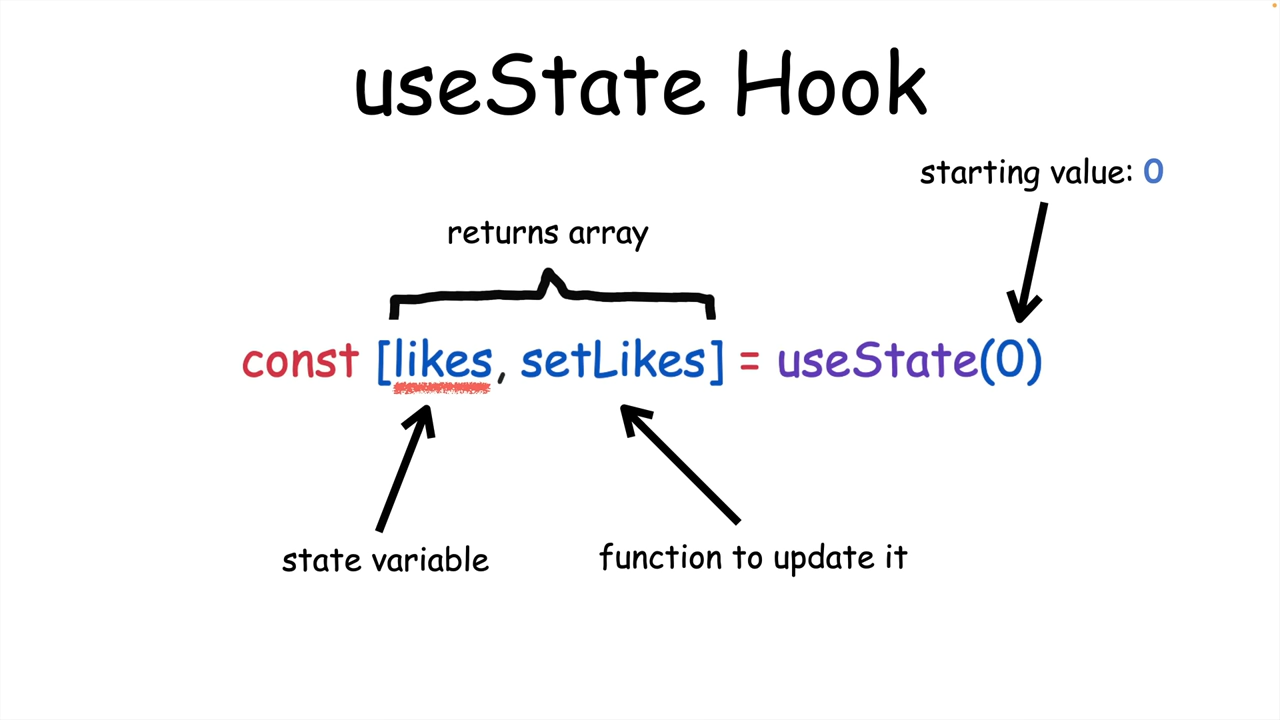 useState Hook
starting value: 0
returns array
const [likes, setLikes] = useState(0)
state variable
function to update it